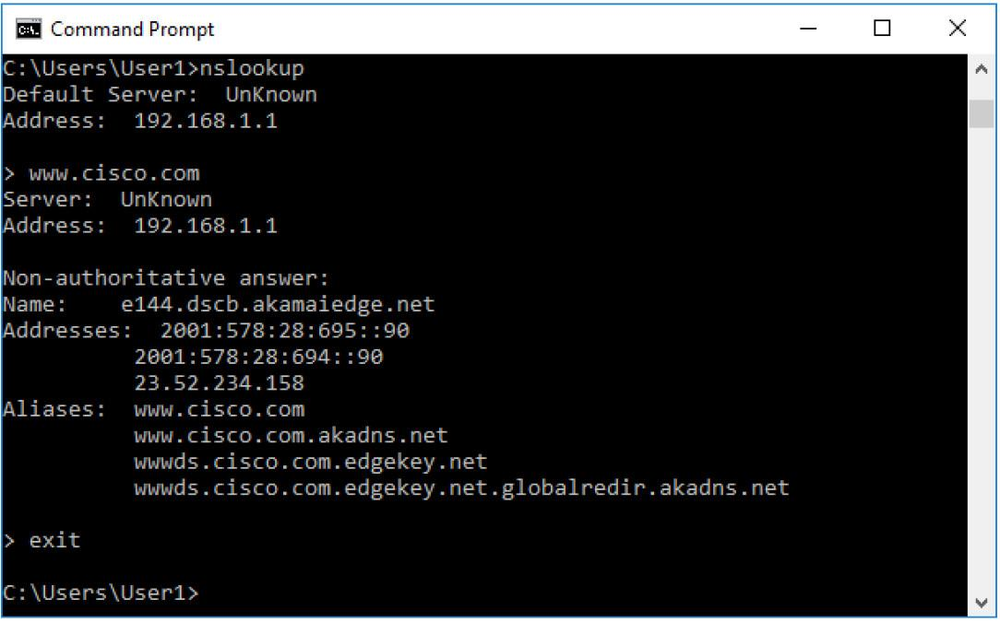 Command Prompt
C:\Users\User1>nslookup
Default Server:  UnKnown
Address:  192.168.1.1
> www.cisco.com
Server:  UnKnown
Address:  192.168.1.1
Non-authoritative answer:
Name:    e144.dscb.akamaiedge.net
Addresses:  2001:578:28:695::90
2001:578:28:694::90
23.52.234.158
Aliases:  www.cisco.com
www.cisco.com.akadns.net
wwwds.cisco.com.edgekey.net
wwwds.cisco.com.edgekey.net.globalredir.akadns.net
> exit
C:\Users\User1>